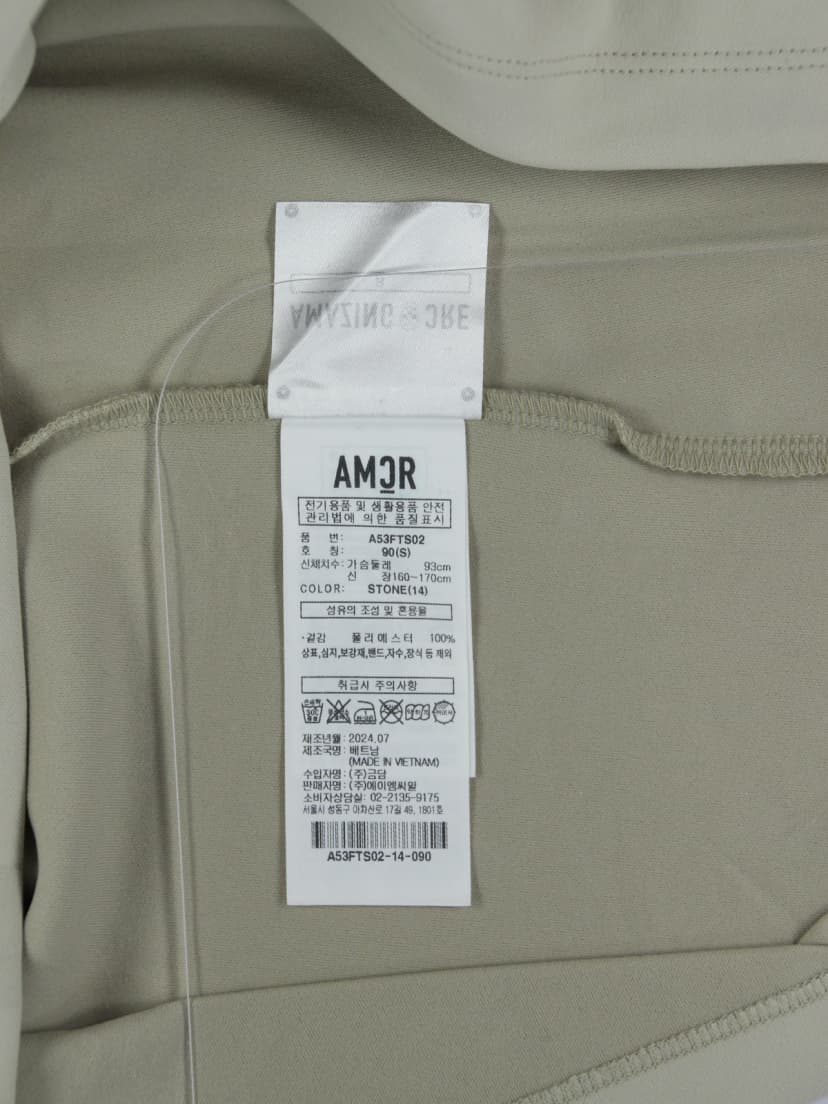 8
AMAZING CRE
AMCR
전기용품 및 생활용품 안전
관리법에 의한 품질표시
품 번: A53FTS02
호 칭: 90(S)
신체치수: 가슴둘레 93cm
신 장160~170cm
COLOR: STONE(14)
섬유의 조성 및 혼용율
·겉감 폴리에스터 100%
상표,심지,보강재,밴드,자수,장식 등 제외
취급시 주의사항
제조년월: 2024.07
제조국명: 베트남
(MADE IN VIETNAM)
수입자명: (주)금담
판매자명: (주)에이엠씨알
소비자상담실: 02-2135-9175
서울시 성동구 아차산로 17길 49, 1801호
A53FTS02-14-090